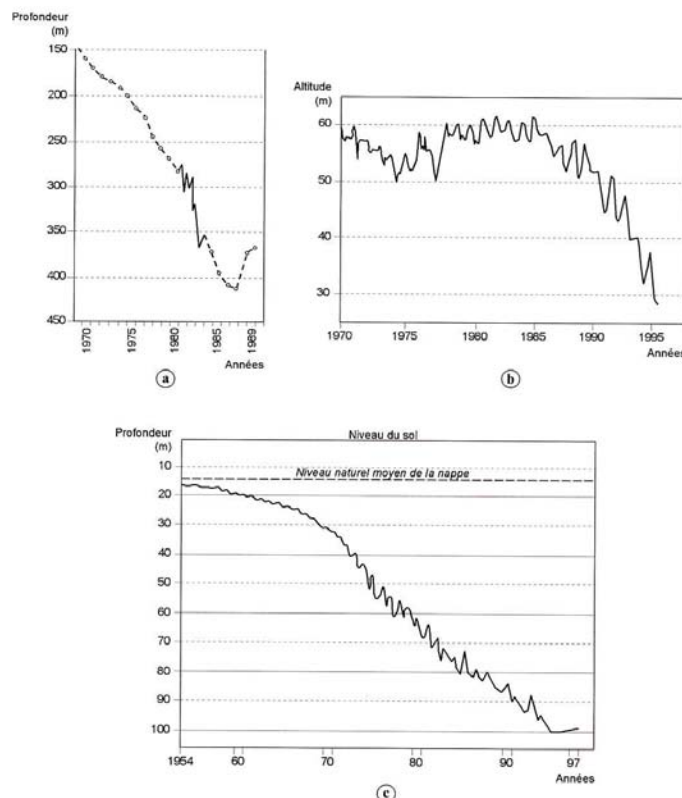 Profondeur
(m)
150
200
250
300
350
400
450
1970
1975
1980
1985
1989
Années
a
Altitude
(m)
60
50
40
30
1970
1975
1980
1985
1990
1995
Années
b
Profondeur
(m)
Niveau du sol
10
Niveau naturel moyen de la nappe
20
30
40
50
60
70
80
90
100
1954
60
70
80
90
97
Années
c